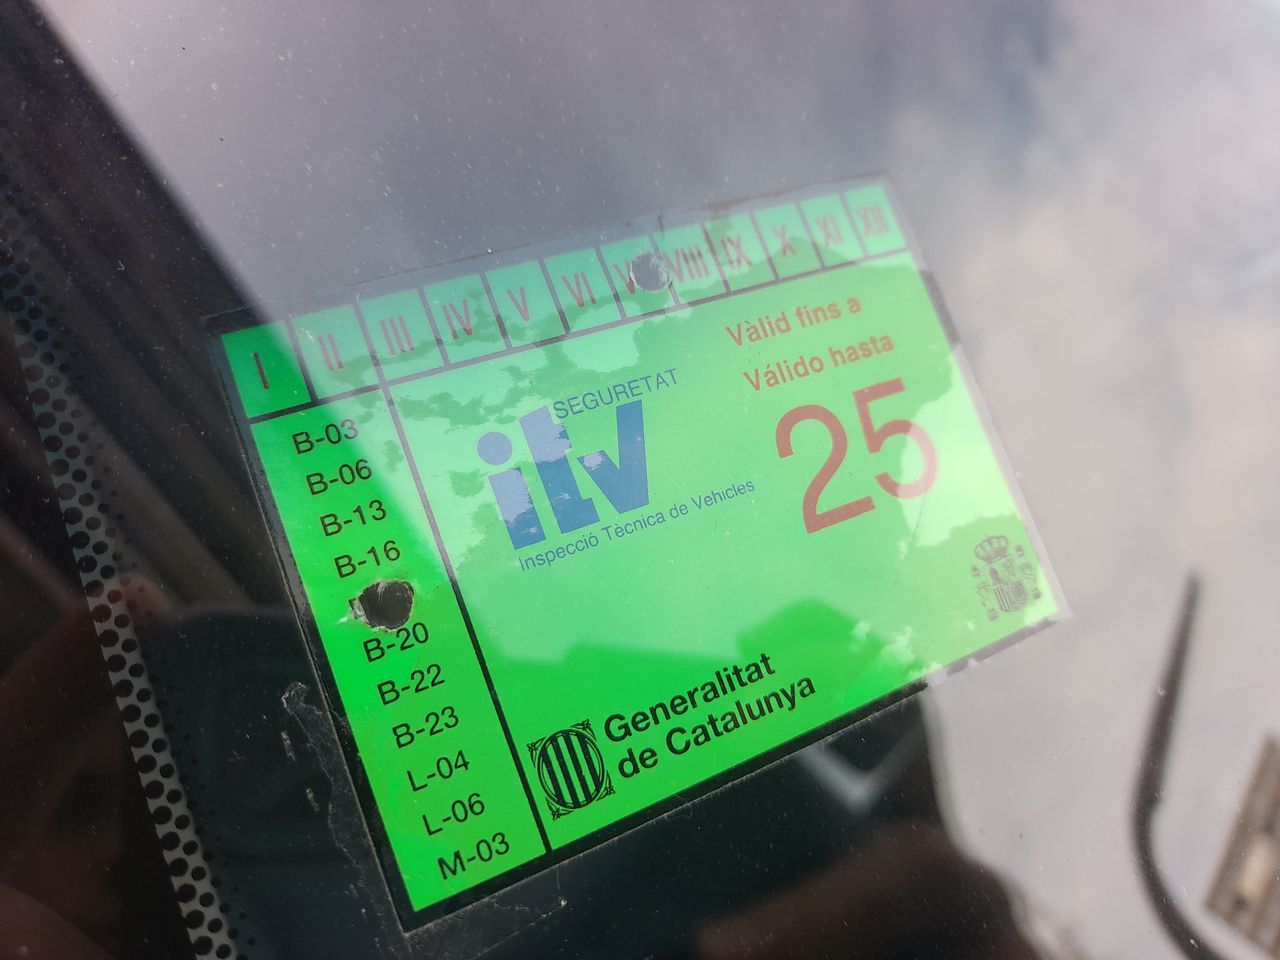 I II III IV V VI VIII IX X XI XII
Vàlid fins a
Válido hasta
25
SEGURETAT
itv
Inspecció Tècnica de Vehicles
B-03
B-06
B-13
B-16
B-20
B-22
B-23
L-04
L-06
M-03
Generalitat
de Catalunya